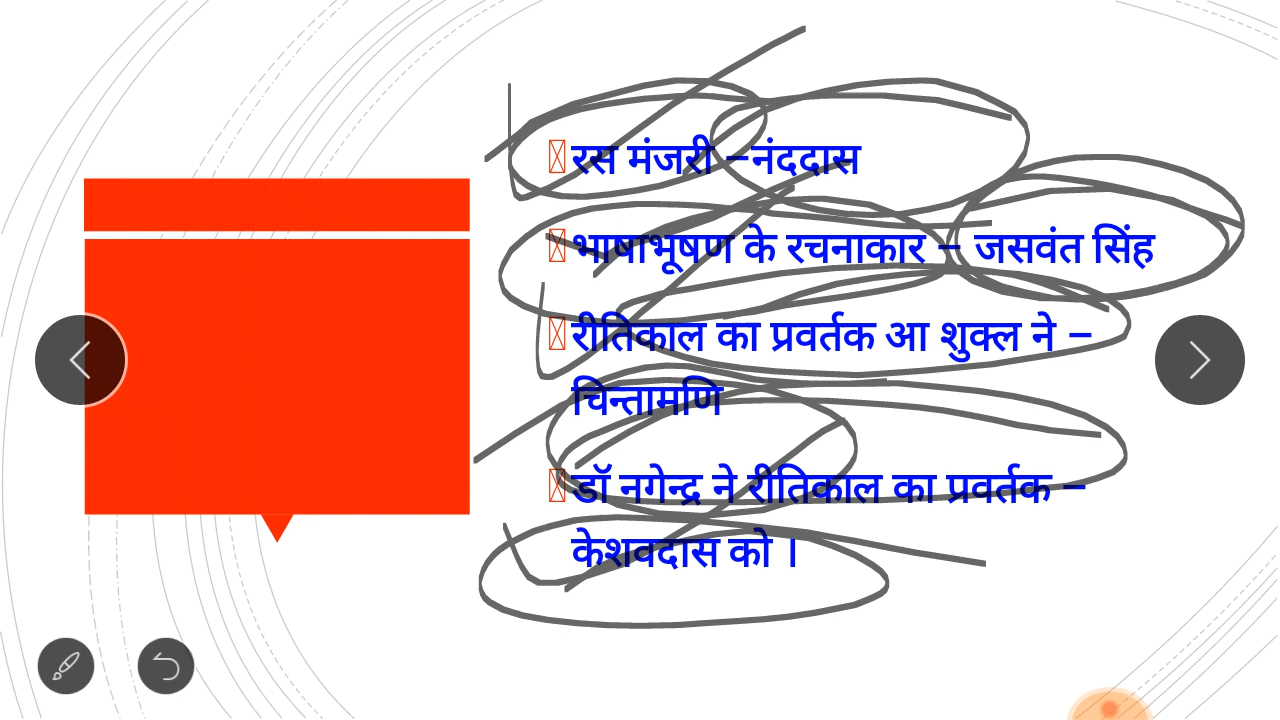 रस मंजरी –नंददास
भाषाभूषण के रचनाकार – जसवंत सिंह
रीतिकाल का प्रवर्तक आ शुक्ल ने –
चिन्तामणि
डॉ नगेन्द्र ने रीतिकाल का प्रवर्तक –
केशवदास को ।